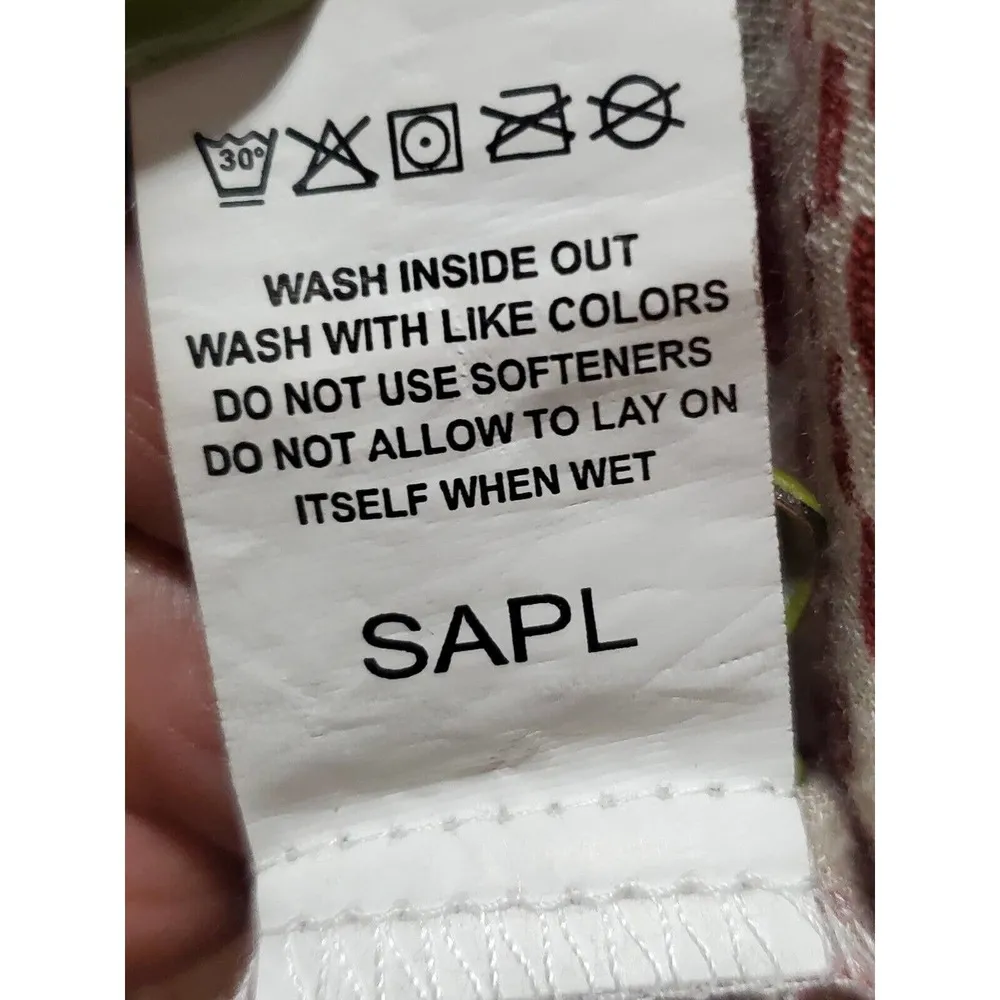 30°
WASH INSIDE OUT
WASH WITH LIKE COLORS
DO NOT USE SOFTENERS
DO NOT ALLOW TO LAY ON
ITSELF WHEN WET
SAPL